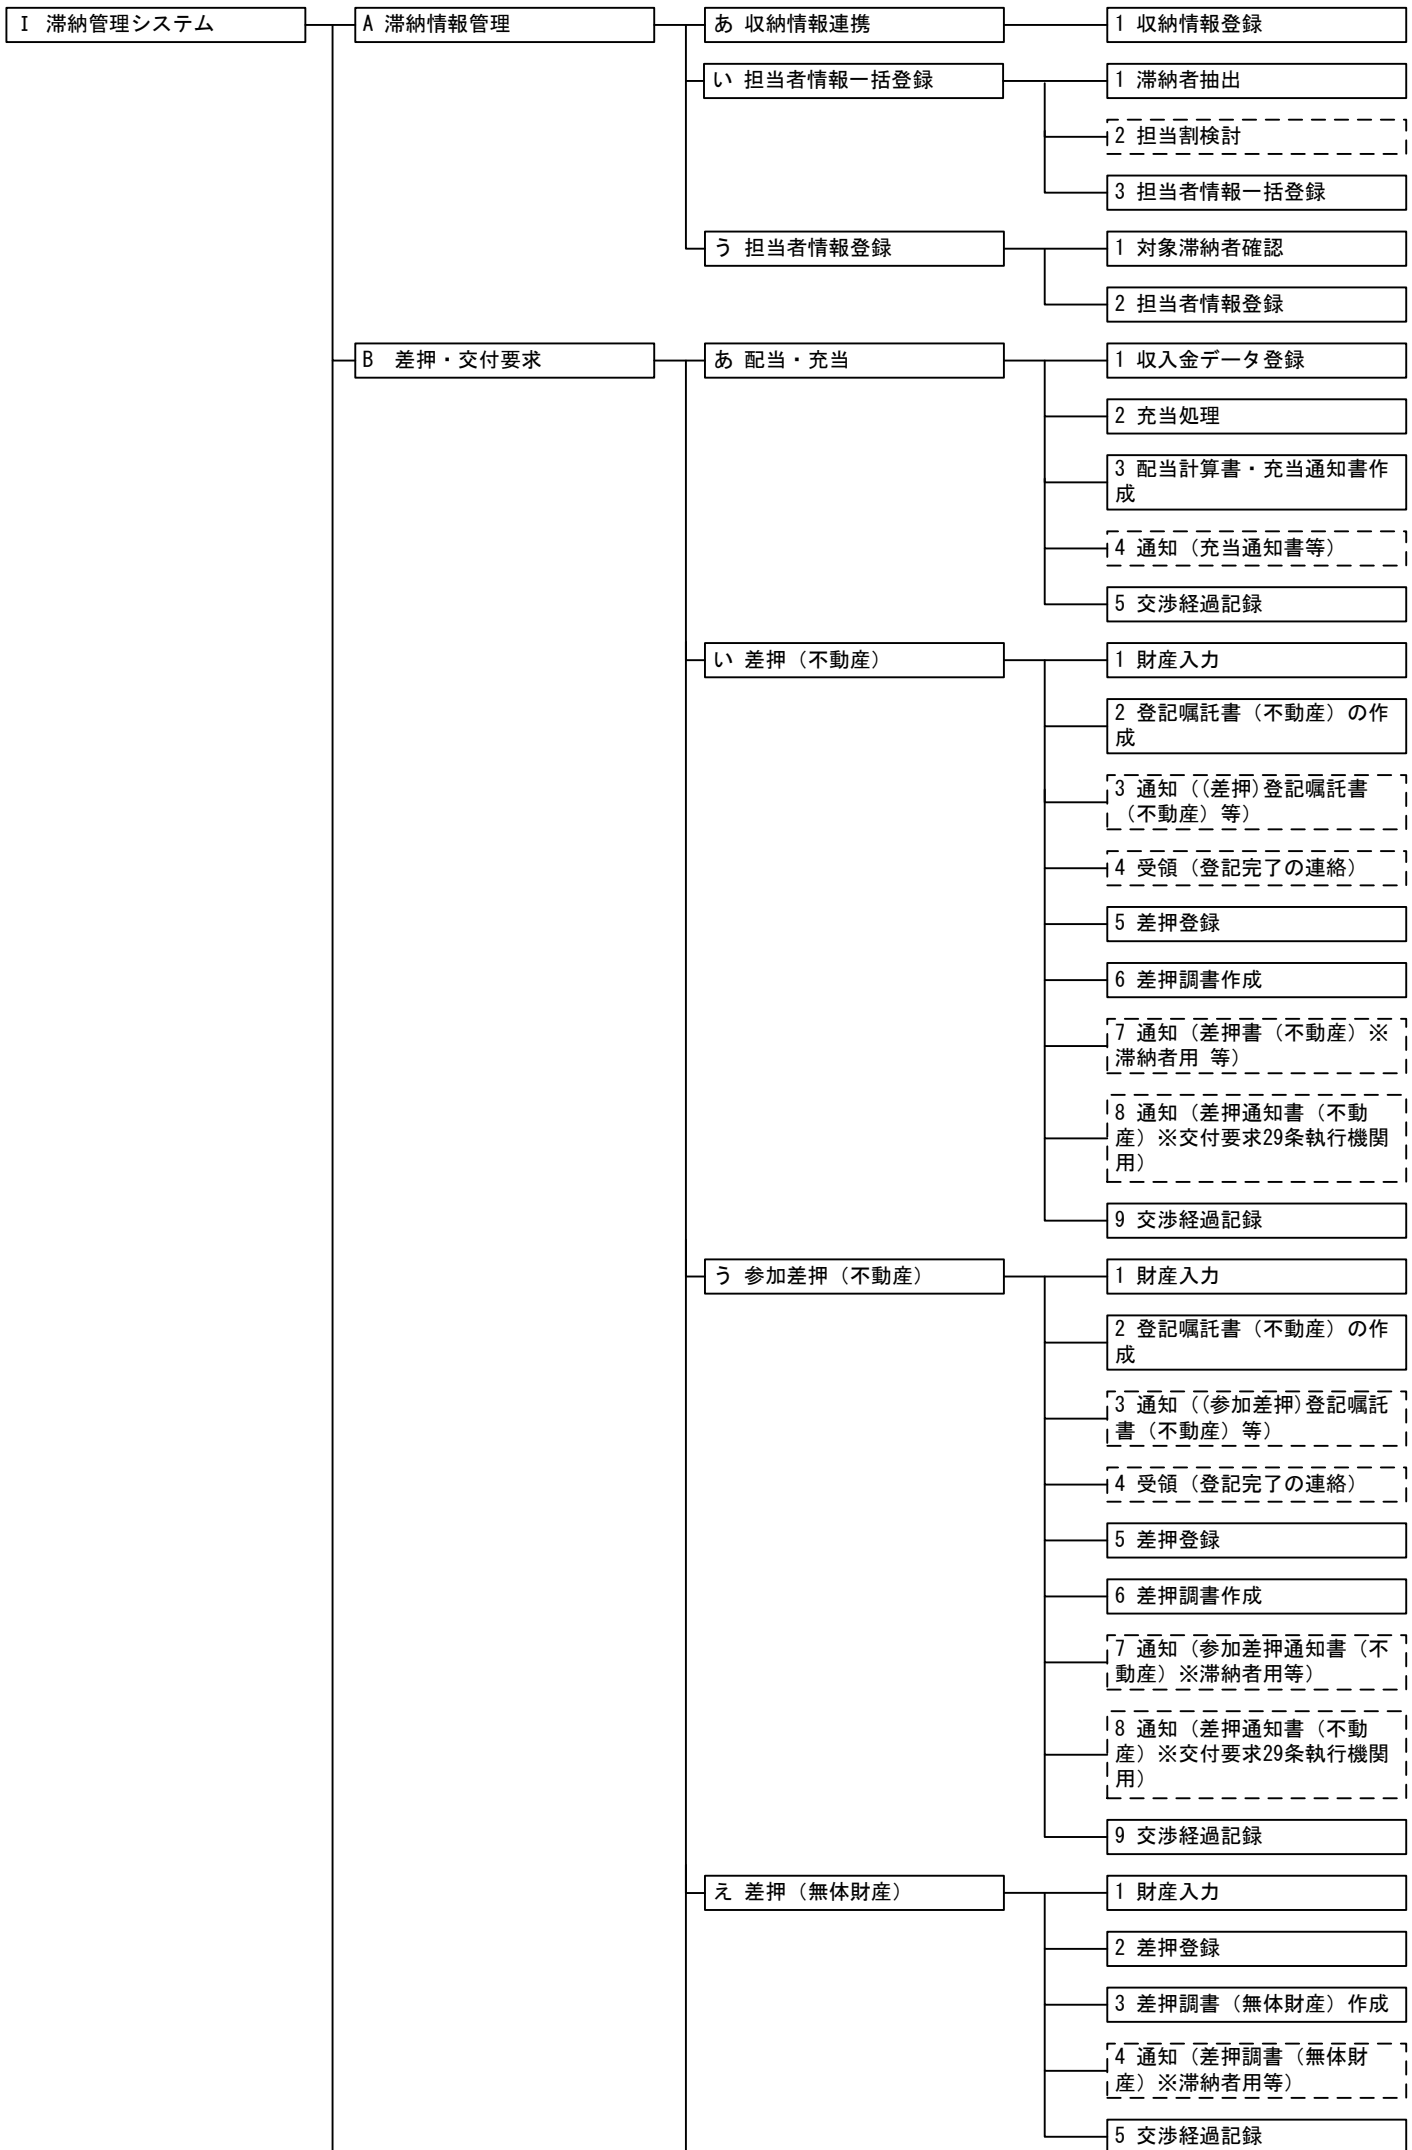 I 滞納管理システム
A 滞納情報管理
あ 収納情報連携
1 収納情報登録
い 担当者情報一括登録
1 滞納者抽出
2 担当割検討
3 担当者情報一括登録
う 担当者情報登録
1 対象滞納者確認
2 担当者情報登録
B 差押・交付要求
あ 配当・充当
1 収入金データ登録
2 充当処理
3 配当計算書・充当通知書作
成
4 通知（充当通知書等）
5 交渉経過記録
い 差押（不動産）
1 財産入力
2 登記嘱託書（不動産）の作
成
3 通知（(差押)登記嘱託書
（不動産）等）
4 受領（登記完了の連絡）
5 差押登録
6 差押調書作成
7 通知（差押書（不動産）※
滞納者用 等）
8 通知（差押通知書（不動
産）※交付要求29条執行機関
用）
9 交渉経過記録
う 参加差押（不動産）
1 財産入力
2 登記嘱託書（不動産）の作
成
3 通知（(参加差押)登記嘱託
書（不動産）等）
4 受領（登記完了の連絡）
5 差押登録
6 差押調書作成
7 通知（参加差押通知書（不
動産）※滞納者用等）
8 通知（差押通知書（不動
産）※交付要求29条執行機関
用）
9 交渉経過記録
え 差押（無体財産）
1 財産入力
2 差押登録
3 差押調書（無体財産）作成
4 通知（差押調書（無体財
産）※滞納者用等）
5 交渉経過記録